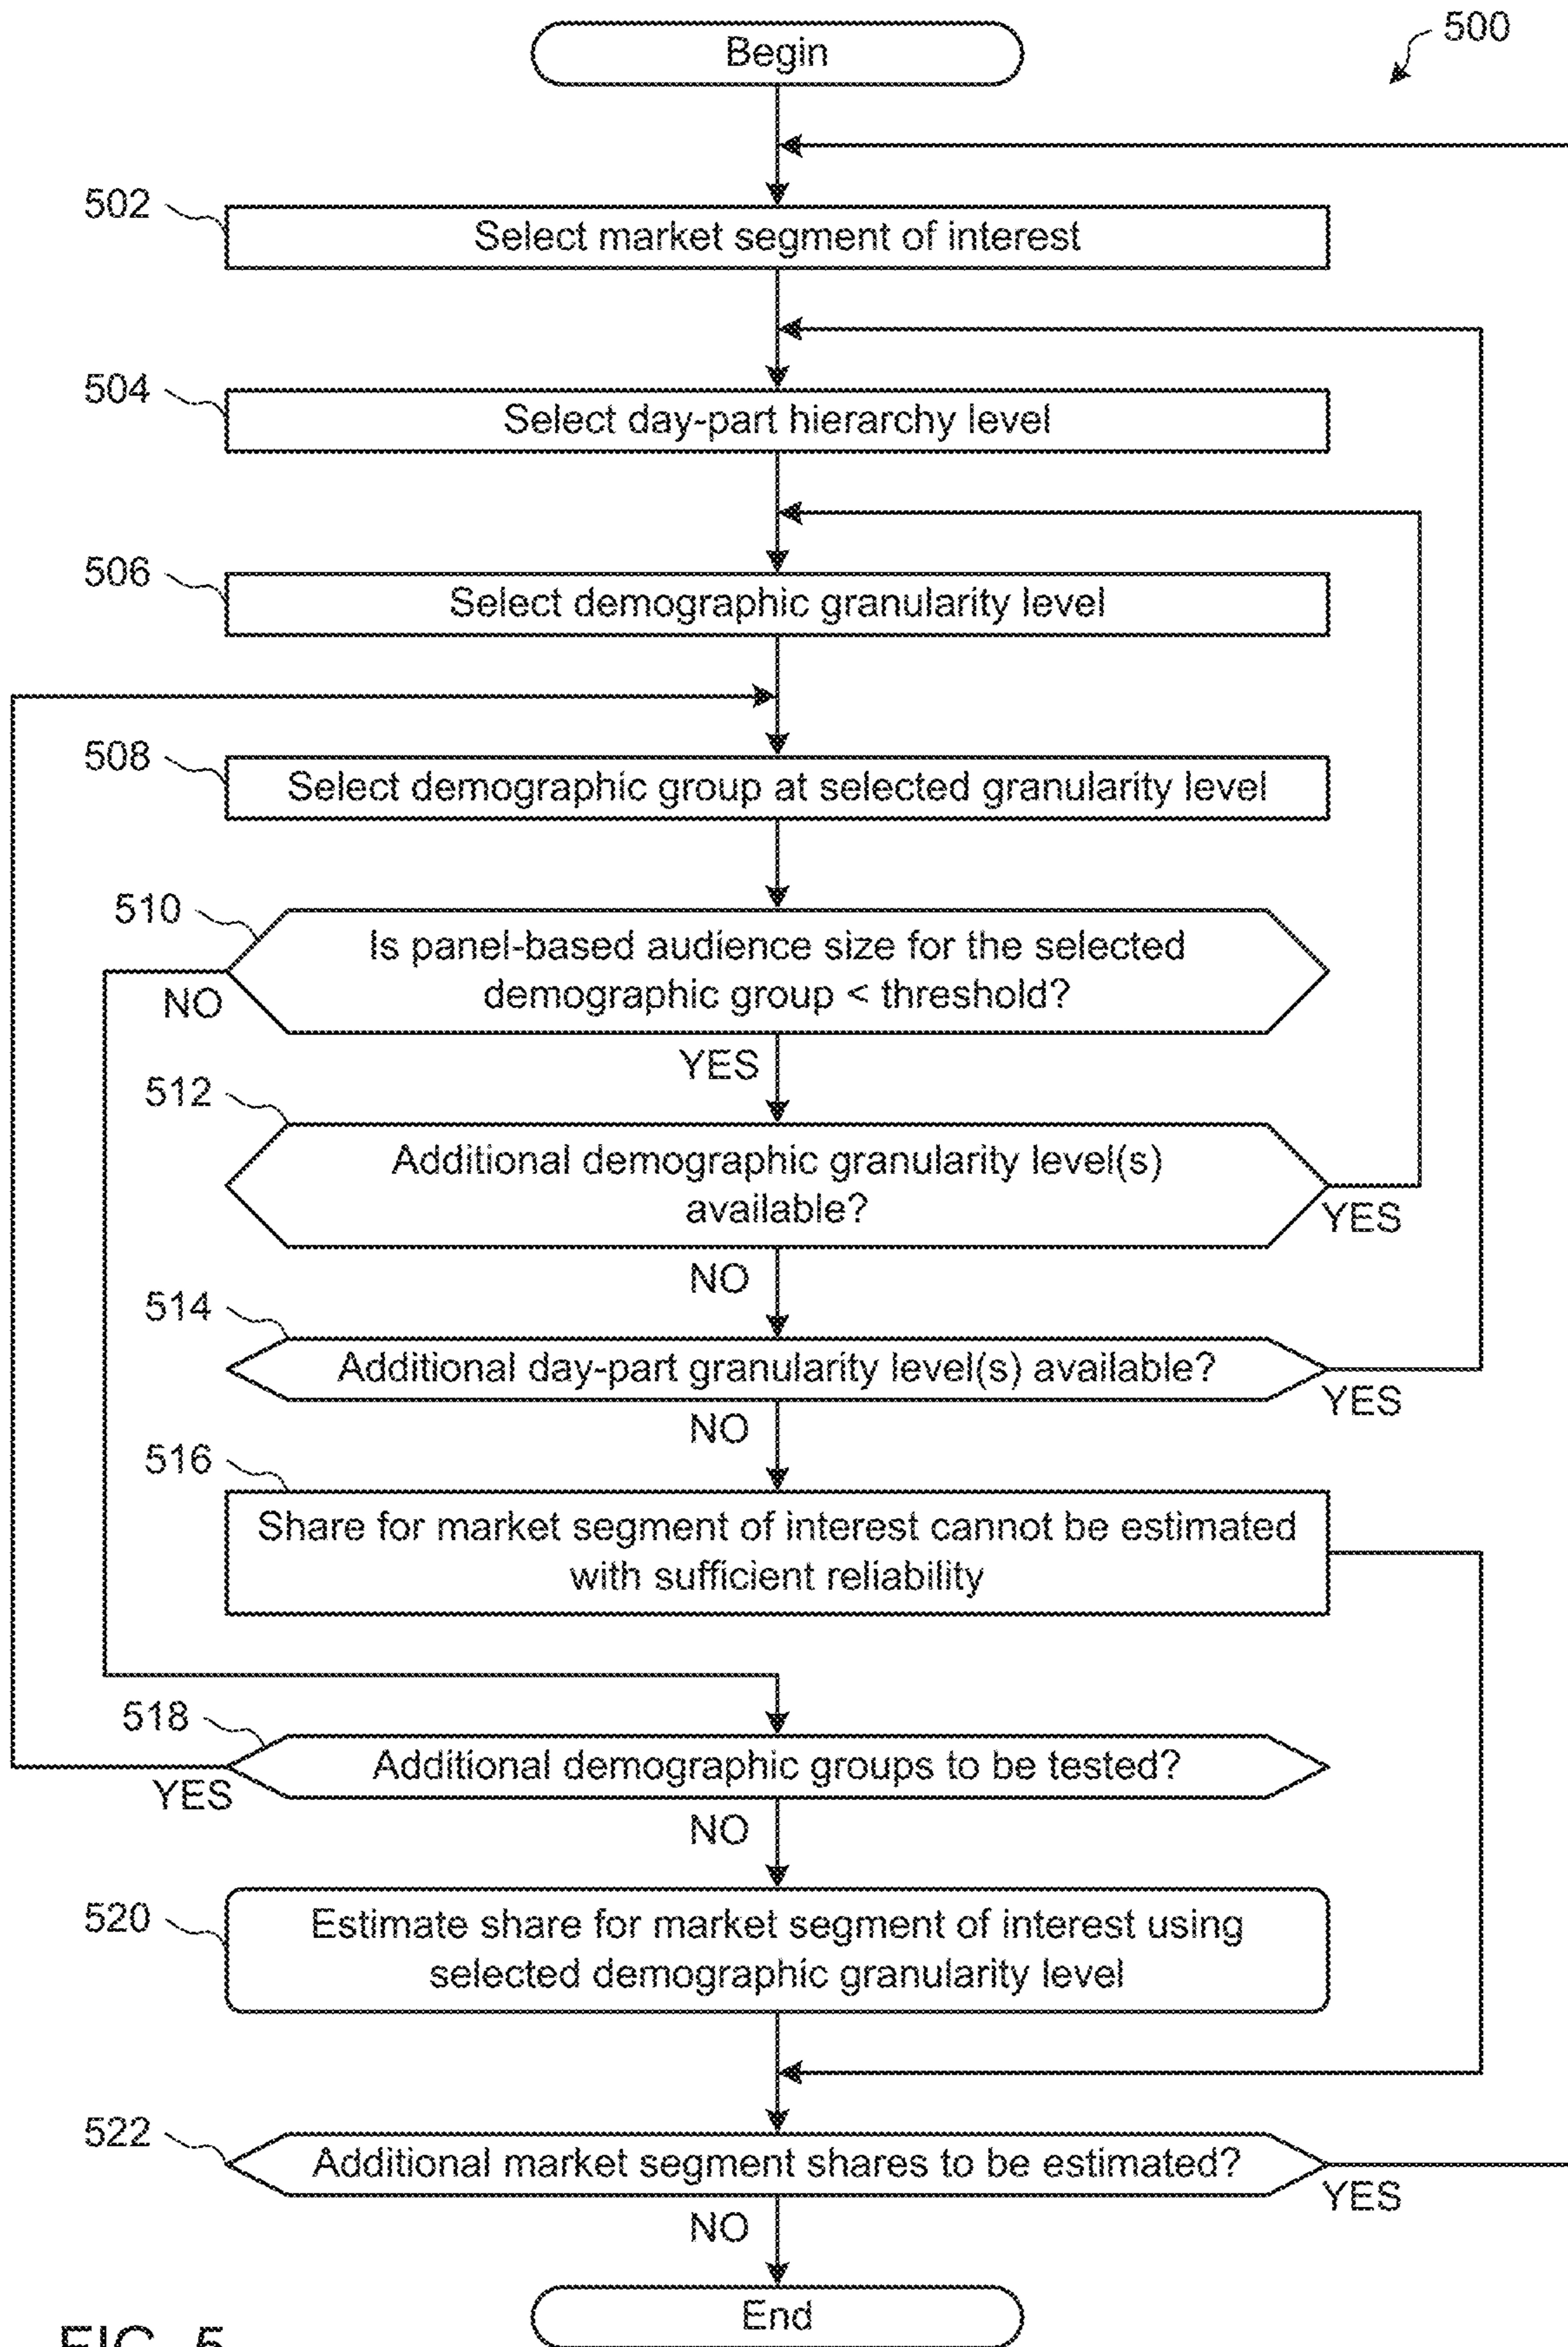 Begin
500
502
Select market segment of interest
504
Select day-part hierarchy level
506
Select demographic granularity level
508
Select demographic group at selected granularity level
510
Is panel-based audience size for the selected
demographic group < threshold?
NO
YES
512
Additional demographic granularity level(s)
available?
YES
NO
514
Additional day-part granularity level(s) available?
YES
NO
516
Share for market segment of interest cannot be estimated
with sufficient reliability
518
Additional demographic groups to be tested?
YES
NO
520
Estimate share for market segment of interest using
selected demographic granularity level
522
Additional market segment shares to be estimated?
YES
NO
End
FIG. 5